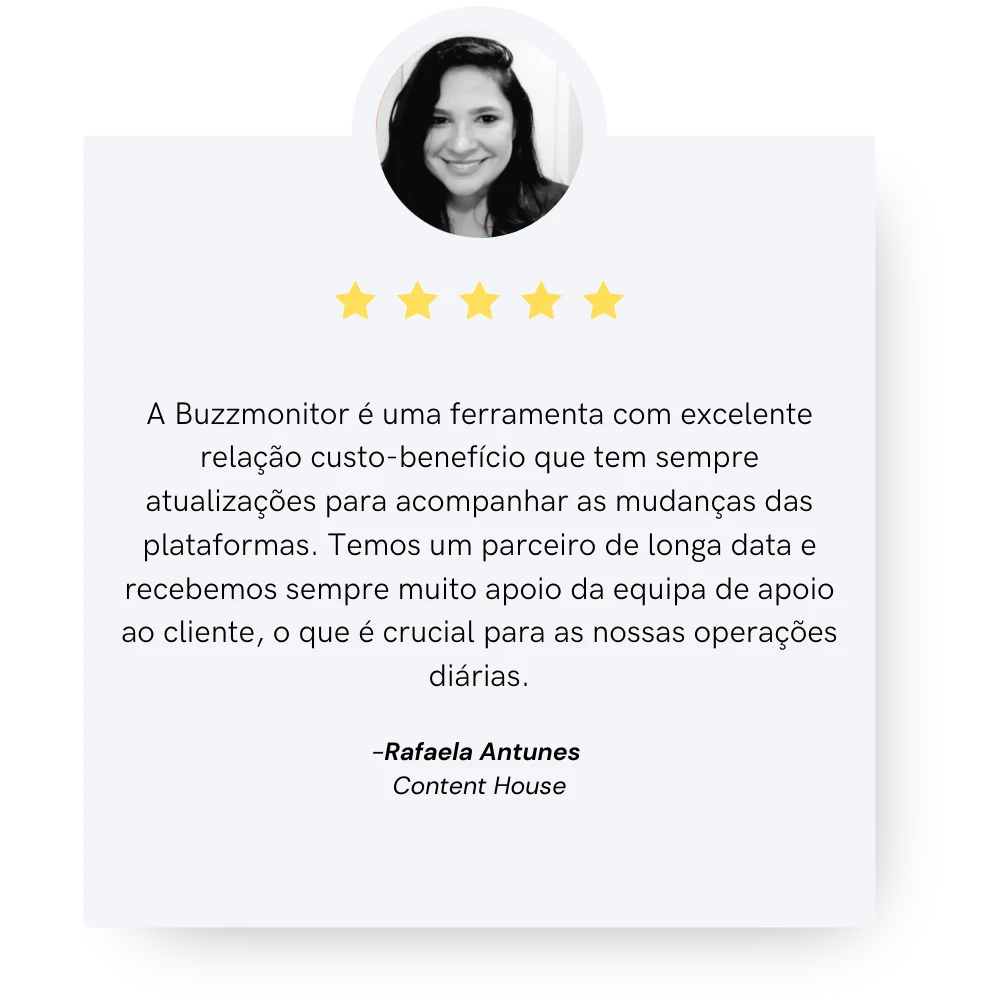 A Buzzmonitor é uma ferramenta com excelente
relação custo-benefício que tem sempre
atualizações para acompanhar as mudanças das
plataformas. Temos um parceiro de longa data e
recebemos sempre muito apoio da equipa de apoio
ao cliente, o que é crucial para as nossas operações
diárias.
–Rafaela Antunes
Content House